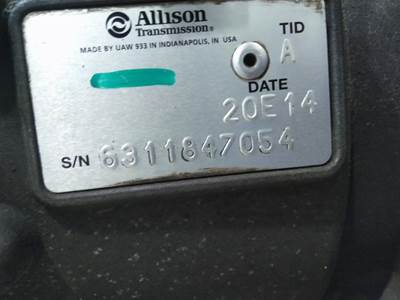 Allison
Transmission®
MADE BY UAW 933 IN INDIANAPOLIS, IN USA
TID
A
DATE
20E14
S/N 6311847054